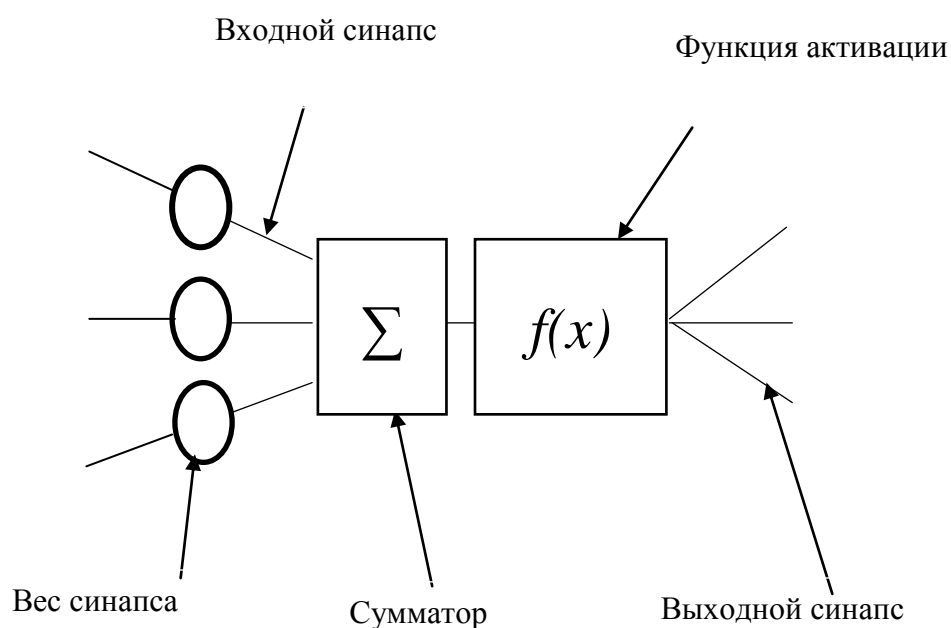 Входной синапс
Функция активации
∑
f(x)
Вес синапса
Сумматор
Выходной синапс